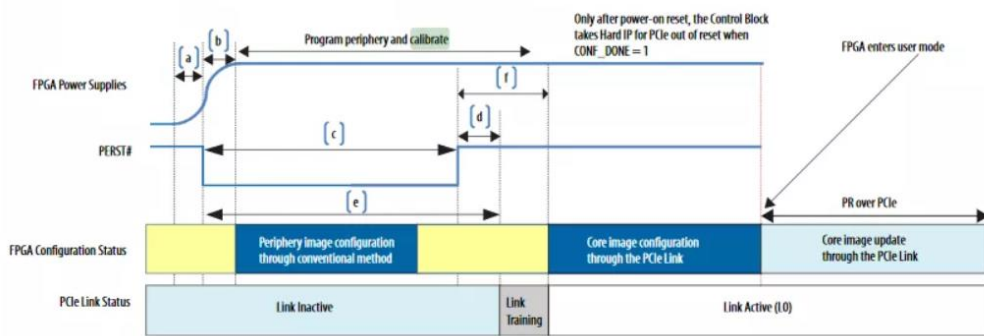 Only after power-on reset, the Control Block
takes Hard IP for PCIe out of reset when
CONF_DONE = 1
FPGA enters user mode
(b)
Program periphery and calibrate
(a)
FPGA Power Supplies
(f)
(d)
(c)
PERST#
(e)
PR over PCIe
FPGA Configuration Status
Periphery image configuration
through conventional method
Core image configuration
through the PCIe Link
Core image update
through the PCIe Link
PCIe Link Status
Link Inactive
Link
Training
Link Active (L0)